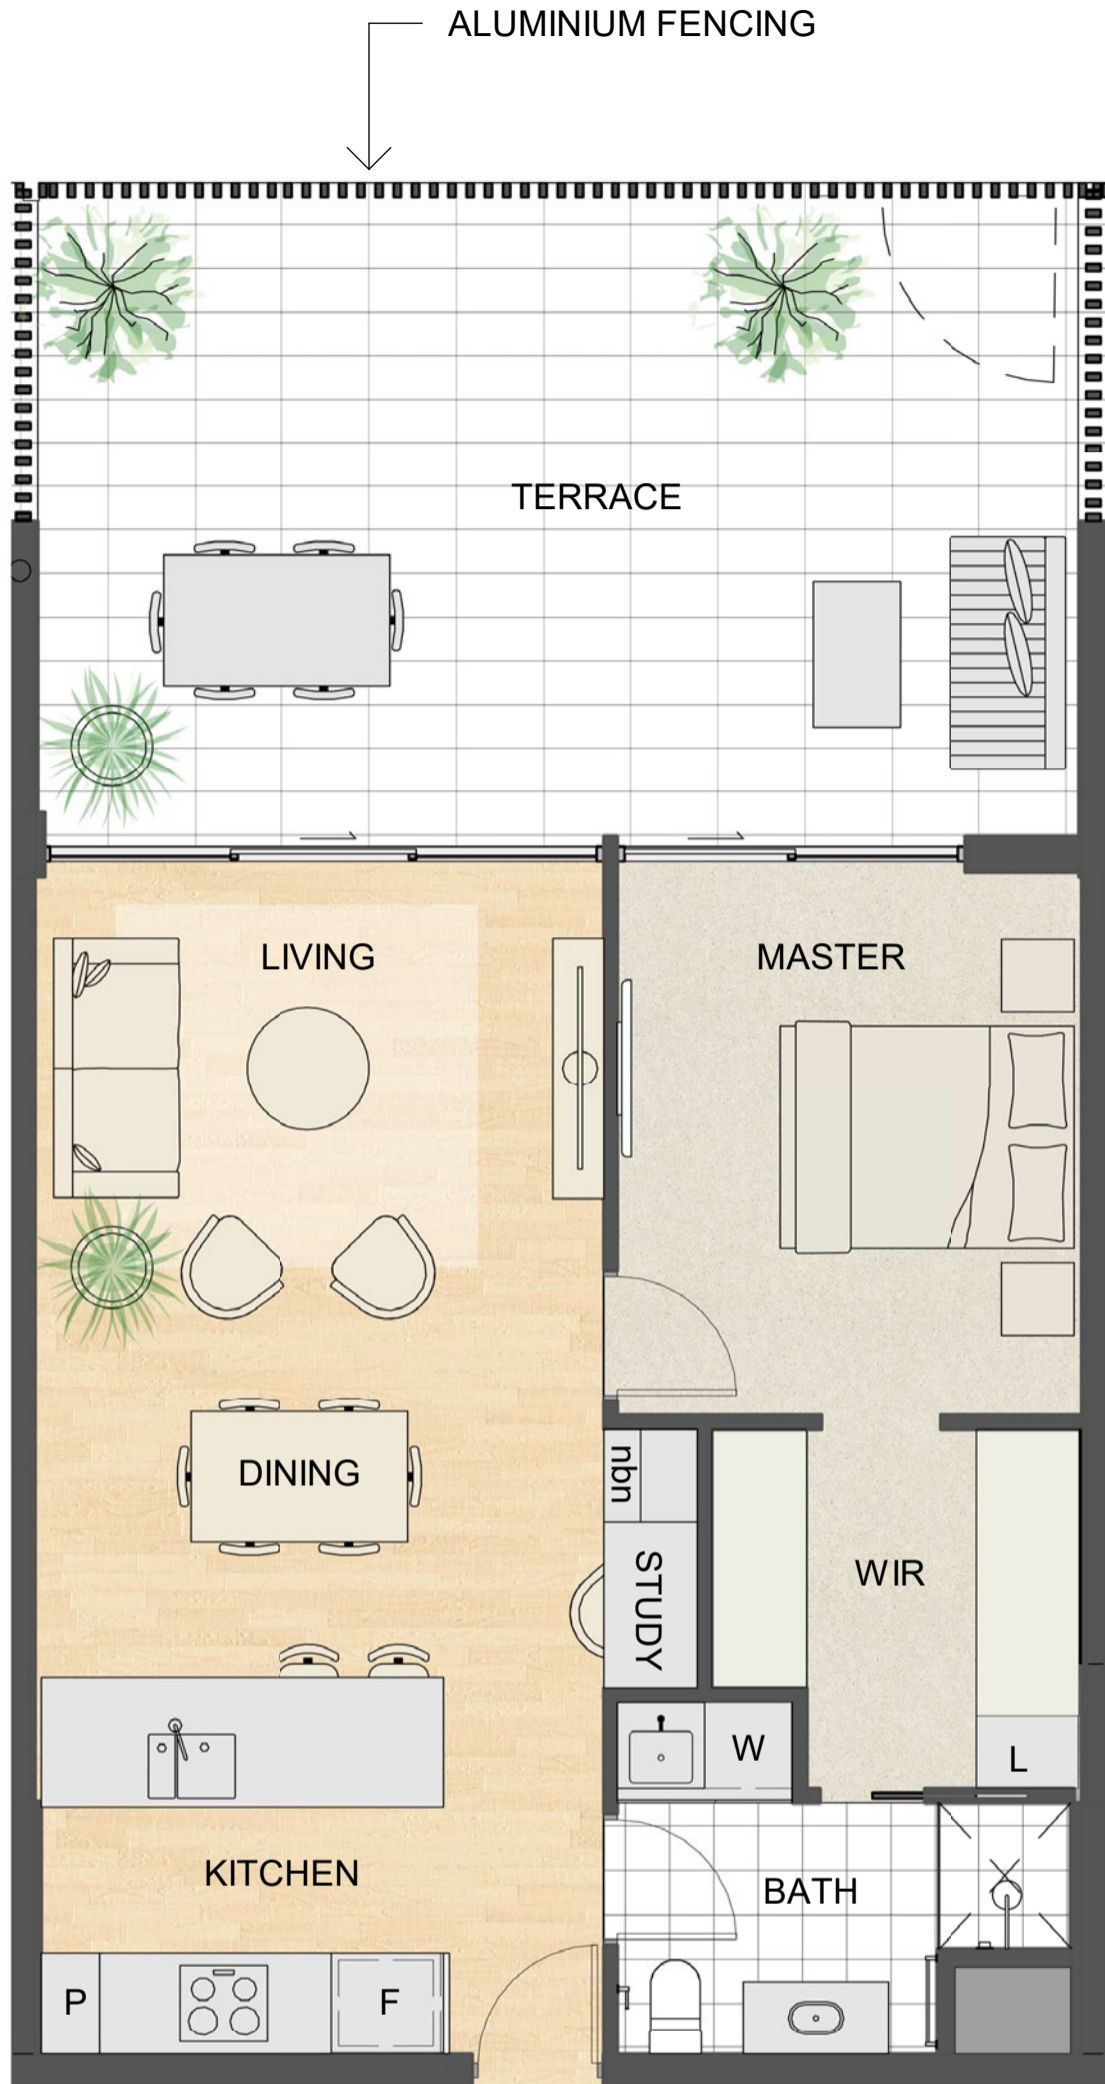 ALUMINIUM FENCING
TERRACE
LIVING
MASTER
DINING
nbn
STUDY
WIR
W
L
KITCHEN
BATH
P
F